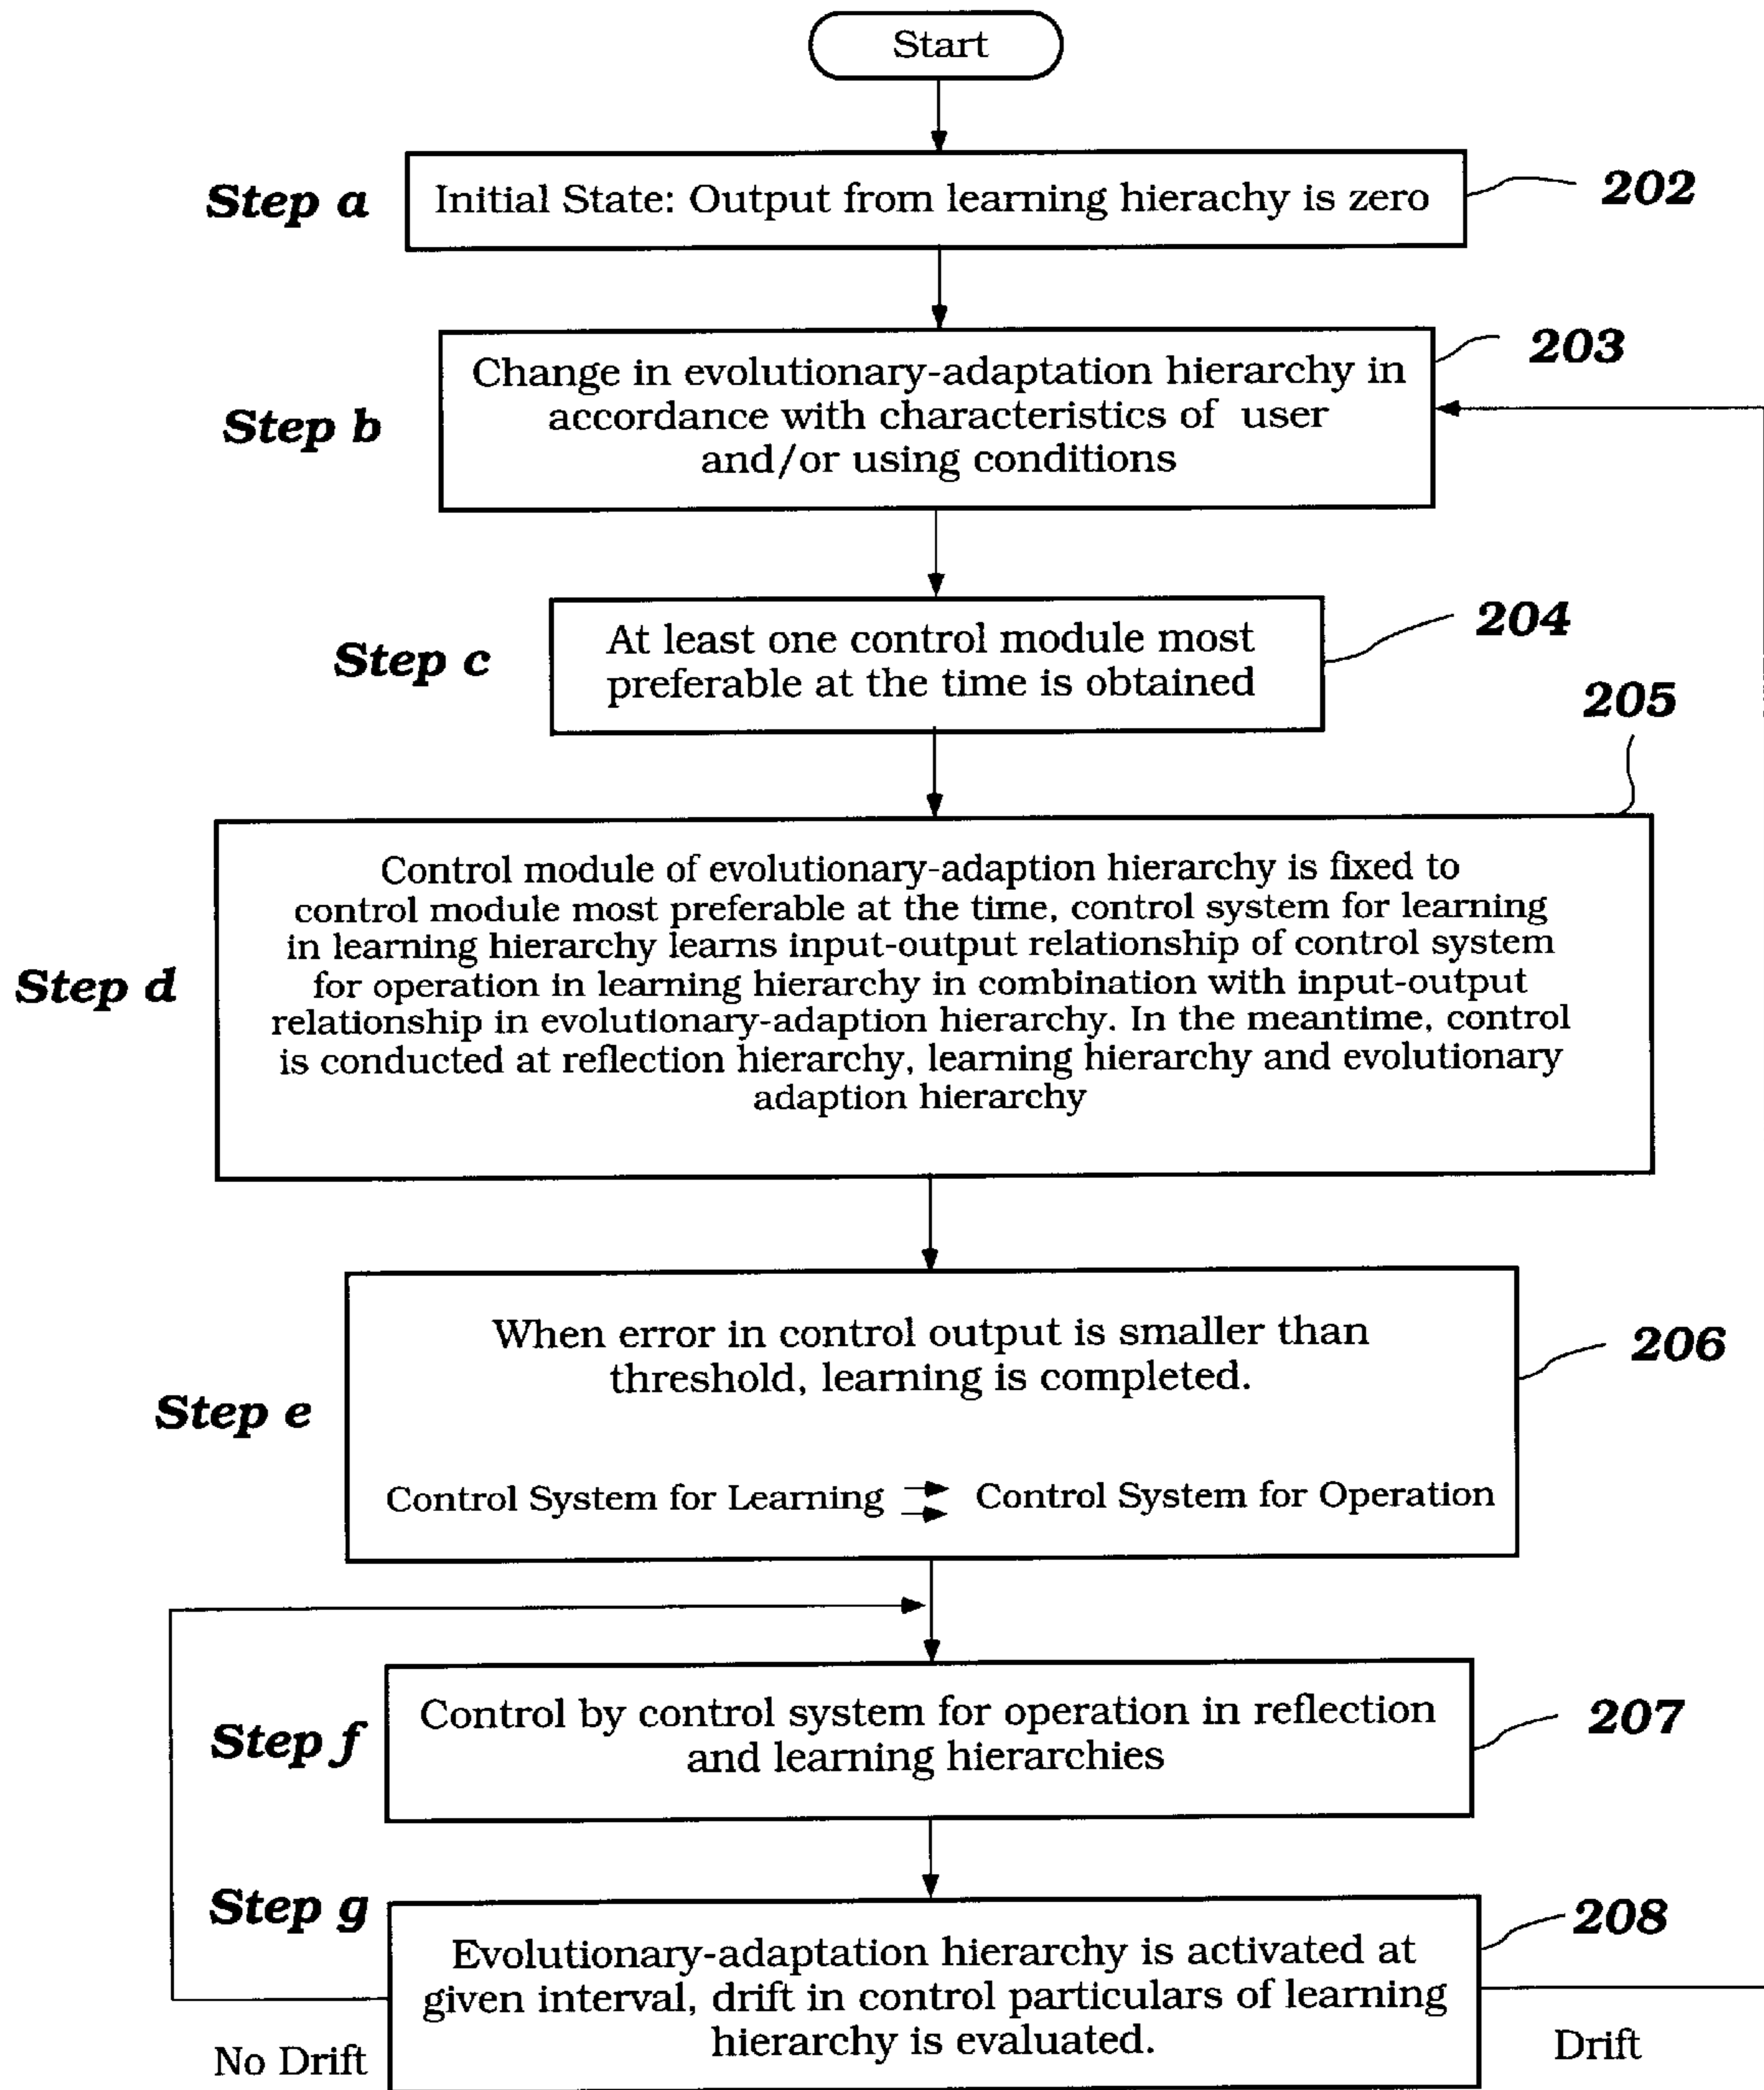 Start
Step a
Initial State: Output from learning hierachy is zero
202
203
Change in evolutionary-adaptation hierarchy in
accordance with characteristics of user
and/or using conditions
Step b
204
At least one control module most
preferable at the time is obtained
Step c
205
Control module of evolutionary-adaption hierarchy is fixed to
control module most preferable at the time, control system for learning
in learning hierarchy learns input-output relationship of control system
for operation in learning hierarchy in combination with input-output
relationship in evolutionary-adaption hierarchy. In the meantime, control
is conducted at reflection hierarchy, learning hierarchy and evolutionary
adaption hierarchy
Step d
When error in control output is smaller than
threshold, learning is completed.
206
Step e
Control System for Learning
Control System for Operation
Step f
Control by control system for operation in reflection
and learning hierarchies
207
Step g
208
Evolutionary-adaptation hierarchy is activated at
given interval, drift in control particulars of learning
hierarchy is evaluated.
No Drift
Drift